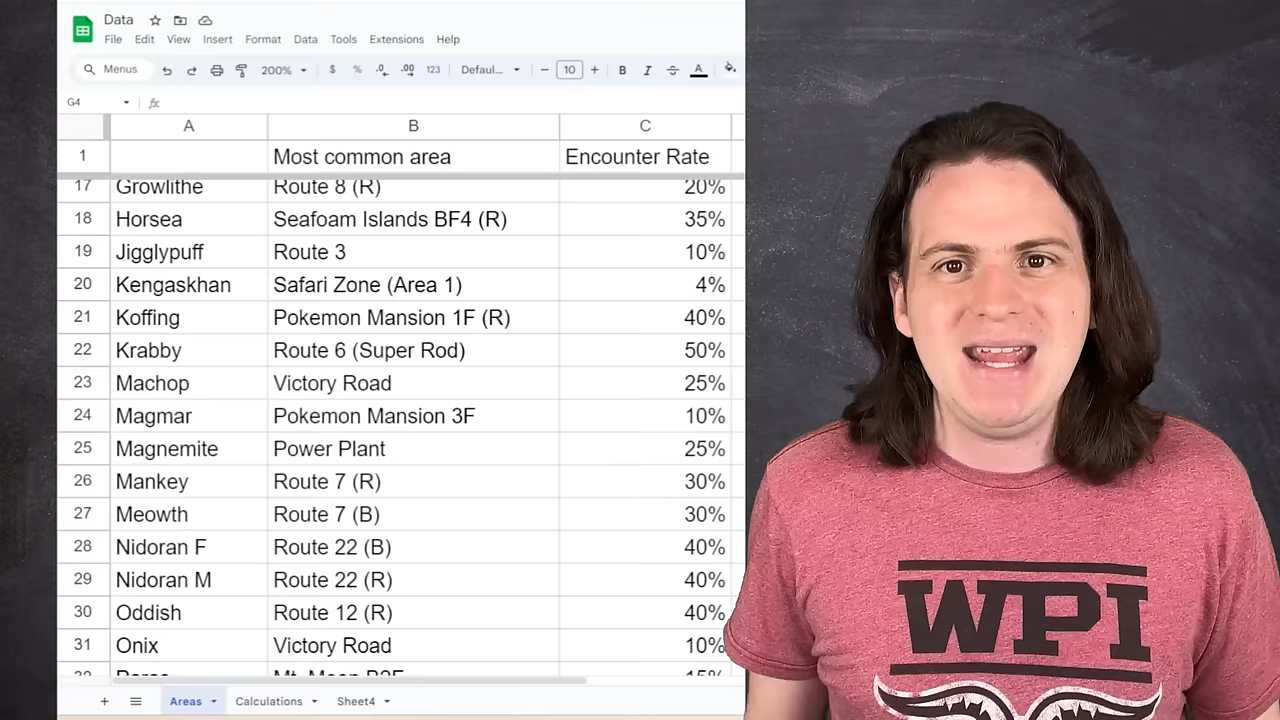 Data
File Edit View Insert Format Data Tools Extensions Help
Menus 200% $ % .0 .00 123 Defaul... 10 B I A
G4 fx
A B C
1 Most common area Encounter Rate
17 Growlithe Route 8 (R) 20%
18 Horsea Seafoam Islands BF4 (R) 35%
19 Jigglypuff Route 3 10%
20 Kengaskhan Safari Zone (Area 1) 4%
21 Koffing Pokemon Mansion 1F (R) 40%
22 Krabby Route 6 (Super Rod) 50%
23 Machop Victory Road 25%
24 Magmar Pokemon Mansion 3F 10%
25 Magnemite Power Plant 25%
26 Mankey Route 7 (R) 30%
27 Meowth Route 7 (B) 30%
28 Nidoran F Route 22 (B) 40%
29 Nidoran M Route 22 (R) 40%
30 Oddish Route 12 (R) 40%
31 Onix Victory Road 10%
+ Areas Calculations Sheet4
WPI